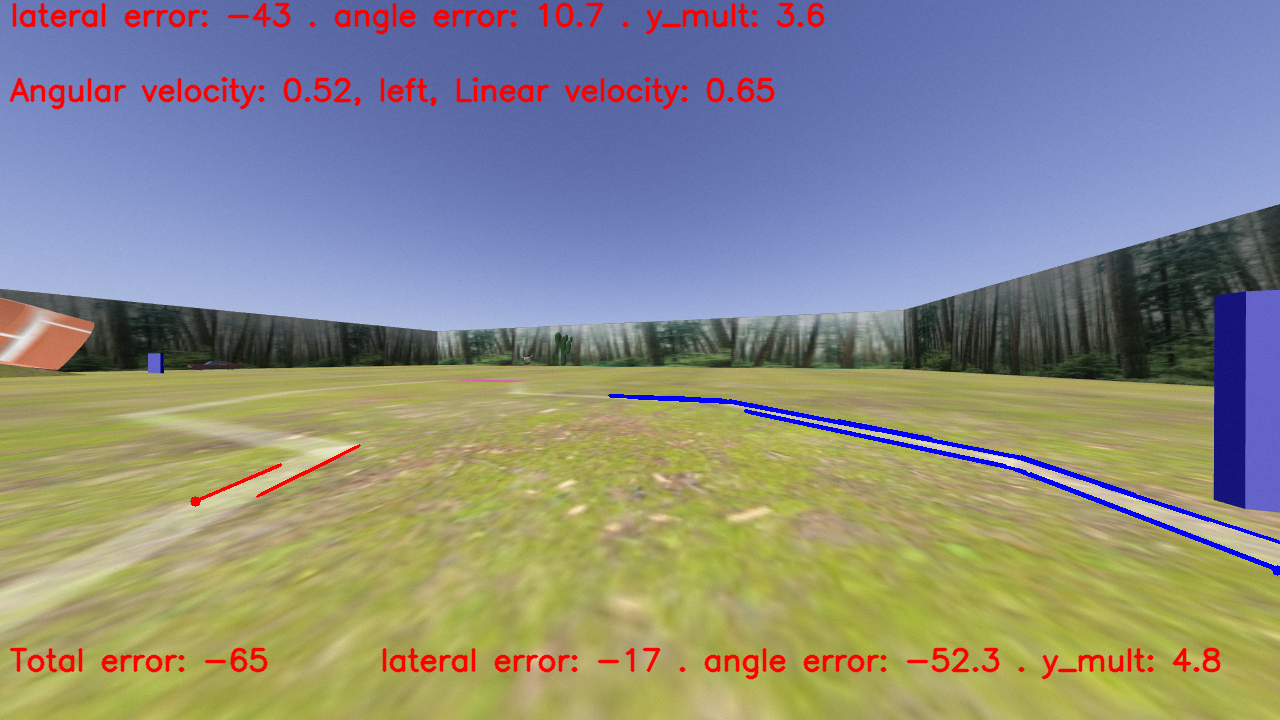 lateral error: -43 . angle error: 10.7 . y_mult: 3.6
Angular velocity: 0.52, left, Linear velocity: 0.65
Total error: -65
lateral error: -17 . angle error: -52.3 . y_mult: 4.8